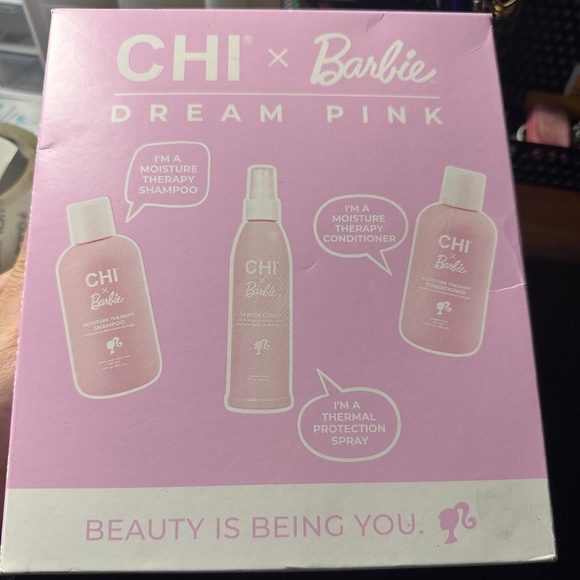 CHI® × Barbie
DREAM PINK
I'M A
MOISTURE
THERAPY
SHAMPOO
I'M A
MOISTURE
THERAPY
CONDITIONER
CHI
×
Barbie
MOISTURE THERAPY
SHAMPOO
CHI
×
Barbie
CHI
×
Barbie
MOISTURE THERAPY
CONDITIONER
I'M A
THERMAL
PROTECTION
SPRAY
BEAUTY IS BEING YOU.